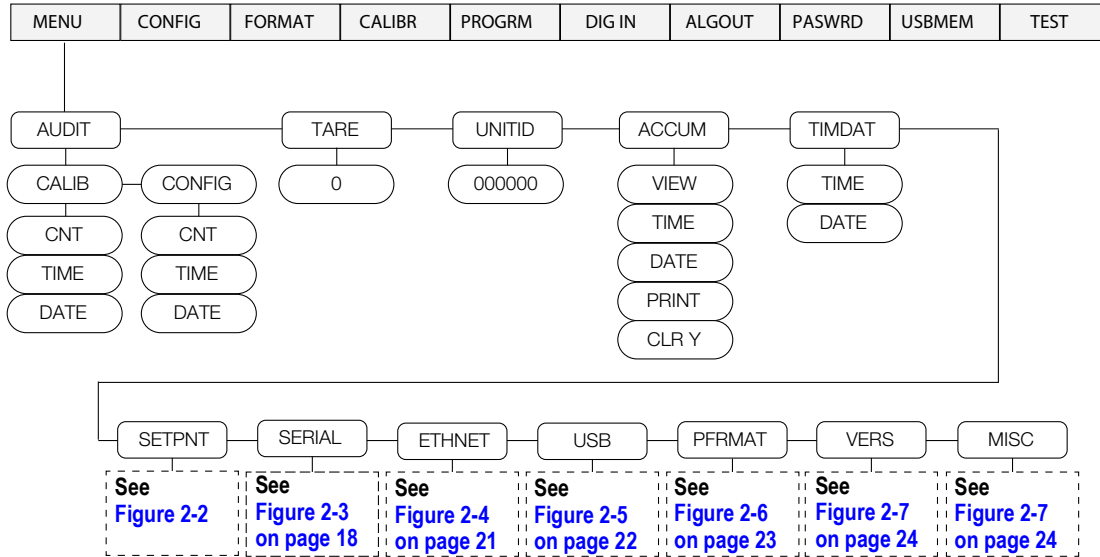 MENU CONFIG FORMAT CALIBR PROGRM DIG IN ALGOUT PASWRD USBMEM TEST
AUDIT TARE UNITID ACCUM TIMDAT
CALIB CONFIG 0 000000 VIEW TIME
CNT CNT TIME DATE
TIME TIME DATE
DATE DATE PRINT
CLR Y
SETPNT SERIAL ETHNET USB PFRMAT VERS MISC
See See See See See See See
Figure 2-2 Figure 2-3 Figure 2-4 Figure 2-5 Figure 2-6 Figure 2-7 Figure 2-7
on page 18 on page 21 on page 22 on page 23 on page 24 on page 24